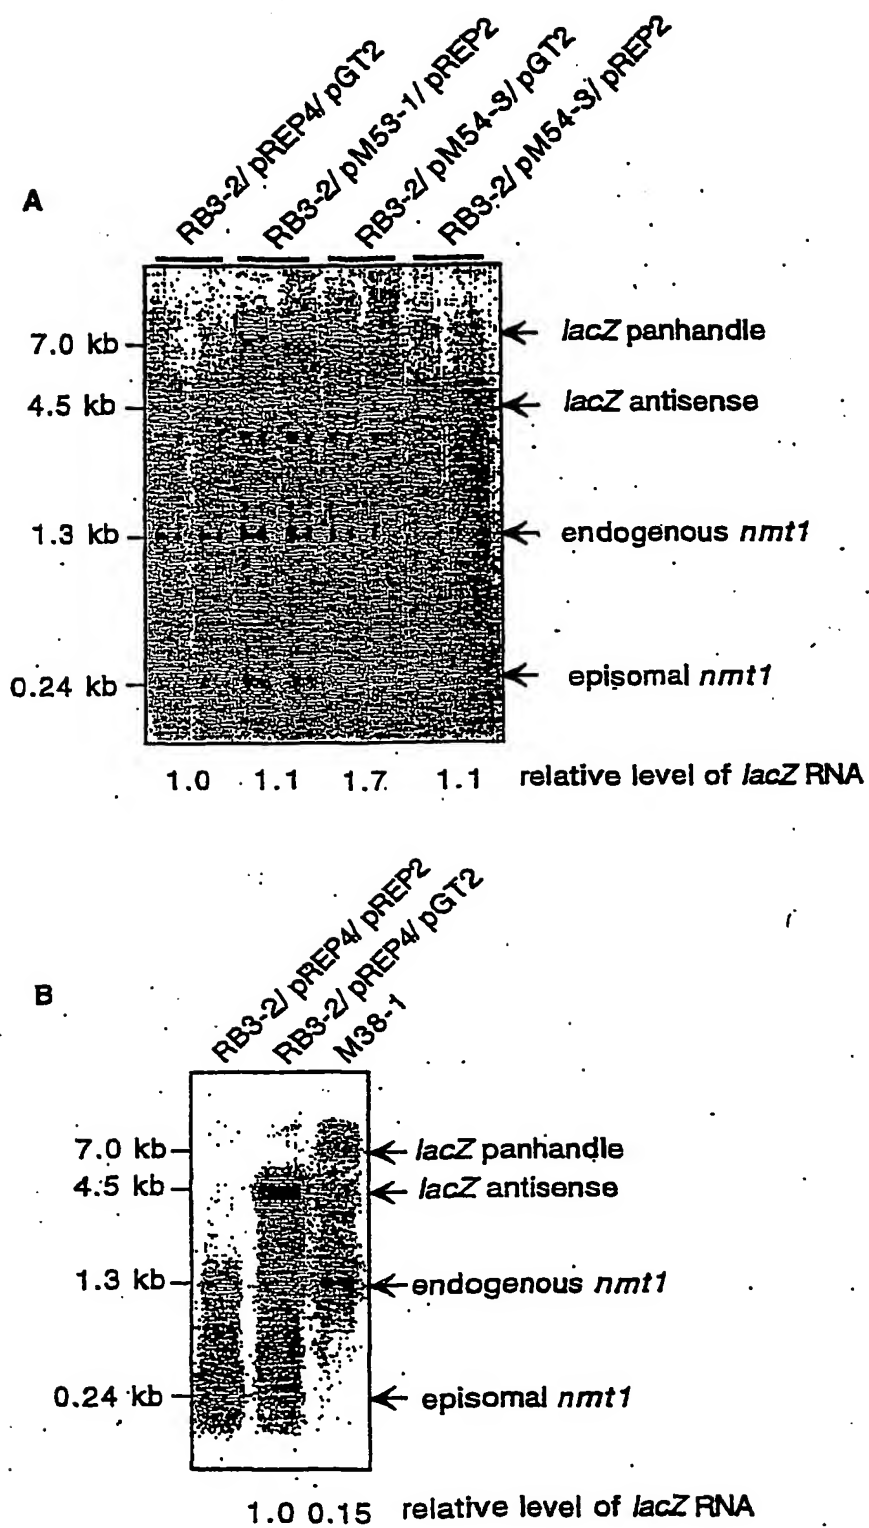 A
RB3-2/ pREP4/ pGT2
RB3-2/ pM53-1/ pREP2
RB3-2/ pM54-3/ pGT2
RB3-2/ pM54-3/ pREP2
7.0 kb
4.5 kb
1.3 kb
0.24 kb
lacZ panhandle
lacZ antisense
endogenous nmt1
episomal nmt1
1.0 1.1 1.7 1.1 relative level of lacZ RNA
B
RB3-2/ pREP4/ pREP2
RB3-2/ pREP4/ pGT2
M38-1
7.0 kb
4.5 kb
1.3 kb
0.24 kb
lacZ panhandle
lacZ antisense
endogenous nmt1
episomal nmt1
1.0 0.15 relative level of lacZ RNA